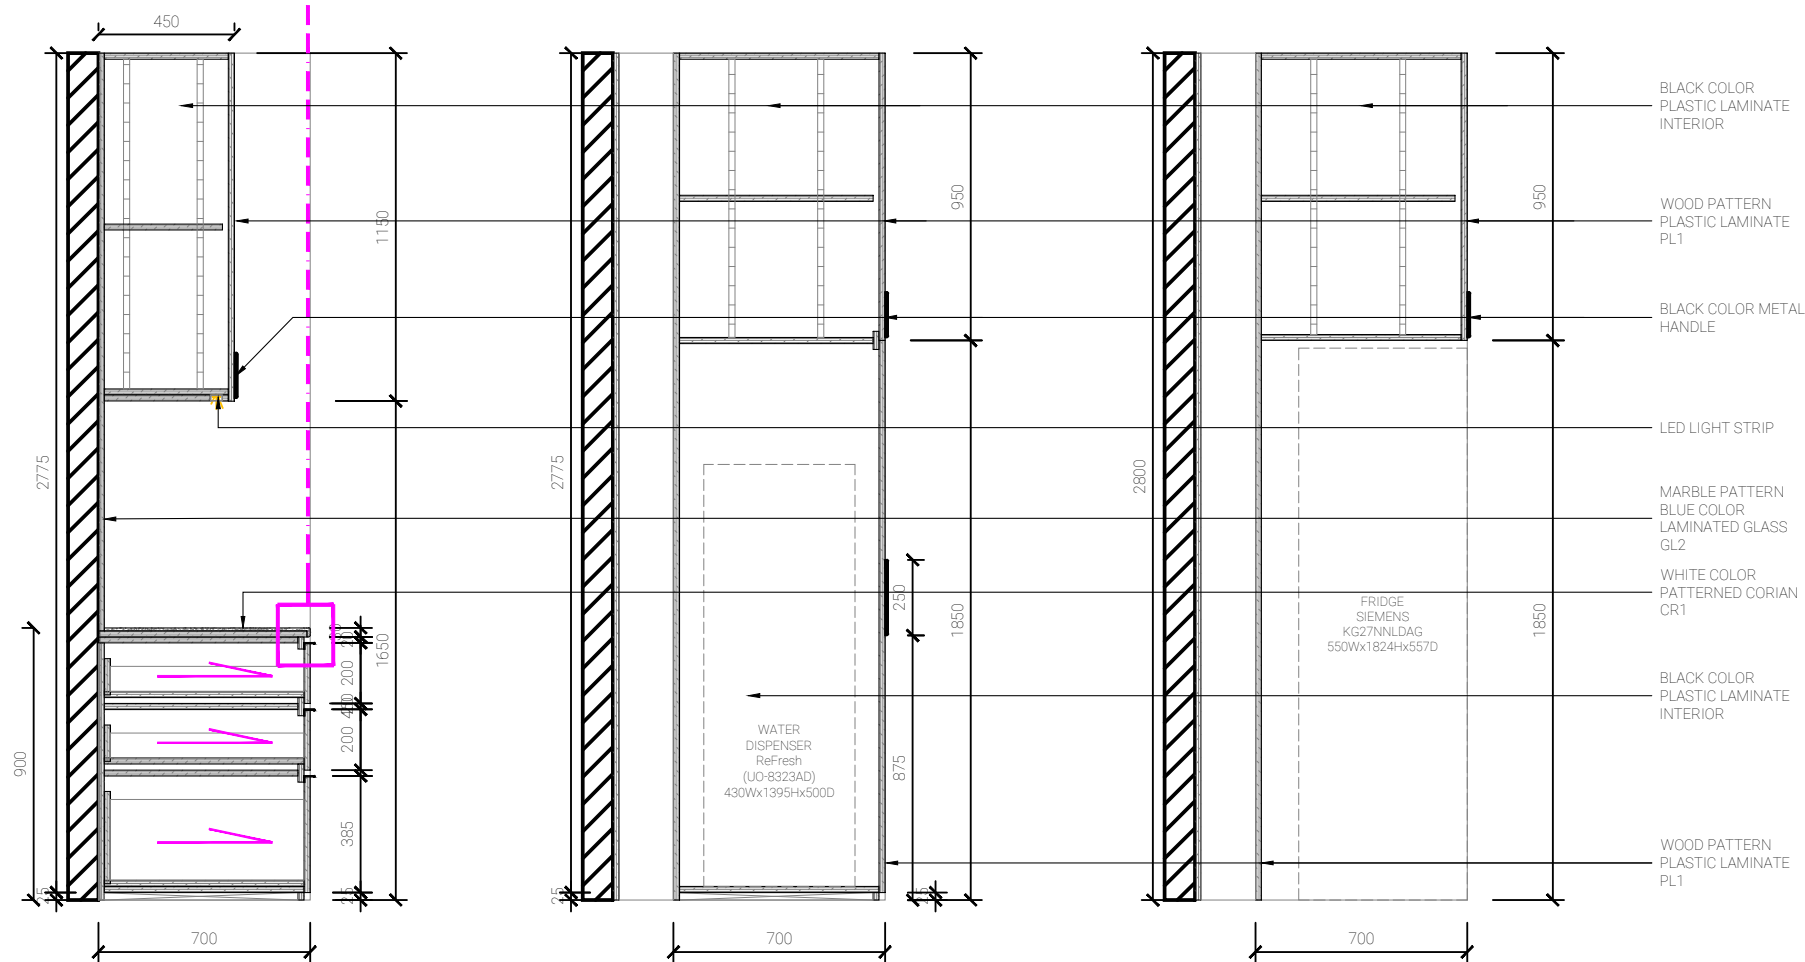 450
BLACK COLOR
PLASTIC LAMINATE
INTERIOR
WOOD PATTERN
PLASTIC LAMINATE
PL1
BLACK COLOR METAL
HANDLE
LED LIGHT STRIP
MARBLE PATTERN
BLUE COLOR
LAMINATED GLASS
GL2
WHITE COLOR
PATTERNED CORIAN
CR1
BLACK COLOR
PLASTIC LAMINATE
INTERIOR
WOOD PATTERN
PLASTIC LAMINATE
PL1
1150
2775
900
1650
200
200
385
25
25
700
2775
950
250
1850
875
25
25
WATER
DISPENSER
ReFresh
(UO-8323AD)
430Wx1395Hx500D
700
2800
950
1850
FRIDGE
SIEMENS
KG27NNLDAG
550Wx1824Hx557D
700